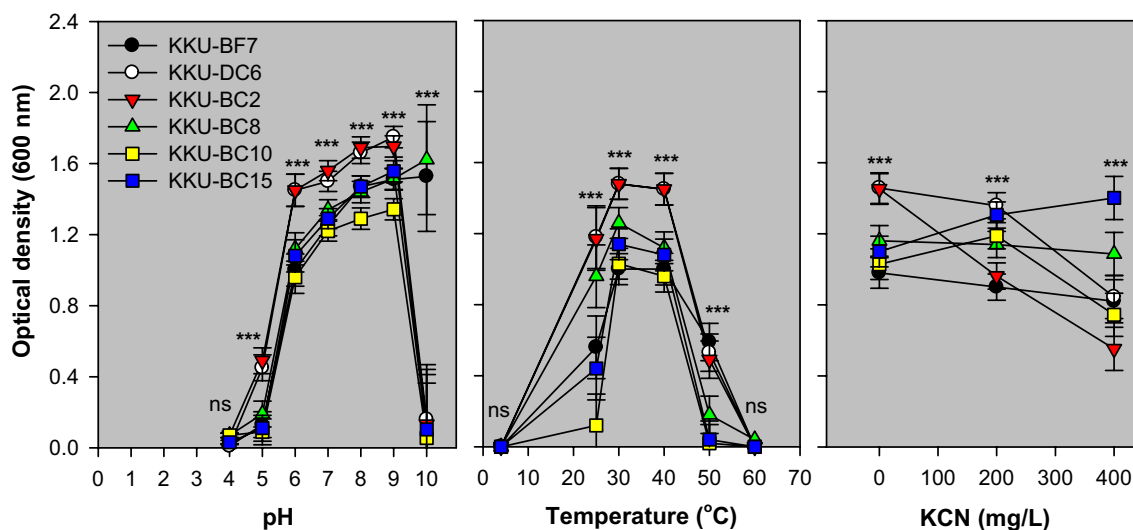 Optical density (600 nm)
2.4
2.0
1.6
1.2
0.8
0.4
0.0
KKU-BF7
KKU-DC6
KKU-BC2
KKU-BC8
KKU-BC10
KKU-BC15
ns
***
***
***
***
***
***
0 1 2 3 4 5 6 7 8 9 10
pH
ns
***
***
***
***
ns
0 10 20 30 40 50 60 70
Temperature (°C)
***
***
***
0 100 200 300 400
KCN (mg/L)